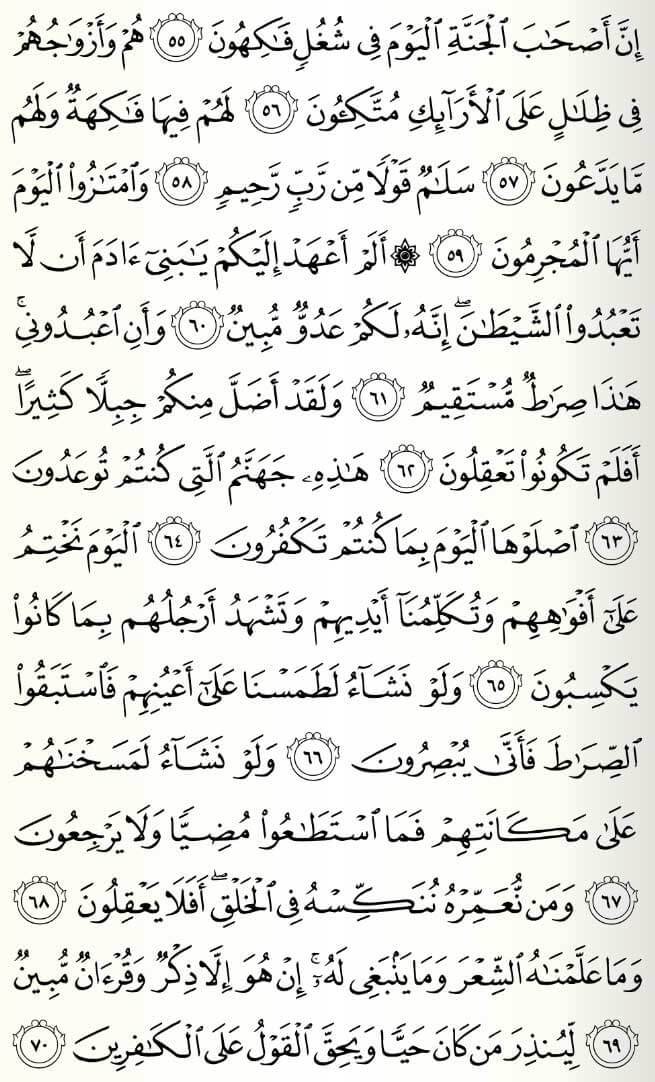 إِنَّ أَصْحَٰبَ ٱلْجَنَّةِ ٱلْيَوْمَ فِى شُغُلٍ فَٰكِهُونَ ٥٥ هُمْ وَأَزْوَٰجُهُمْ
فِى ظِلَٰلٍ عَلَى ٱلْأَرَآئِكِ مُتَّكِـُٔونَ ٥٦ لَهُمْ فِيهَا فَٰكِهَةٌ وَلَهُم
مَّا يَدَّعُونَ ٥٧ سَلَٰمٌ قَوْلًا مِّن رَّبٍّ رَّحِيمٍ ٥٨ وَٱمْتَٰزُوا۟ ٱلْيَوْمَ
أَيُّهَا ٱلْمُجْرِمُونَ ٥٩ ۞ أَلَمْ أَعْهَدْ إِلَيْكُمْ يَٰبَنِىٓ ءَادَمَ أَن لَّا
تَعْبُدُوا۟ ٱلشَّيْطَٰنَ ۖ إِنَّهُۥ لَكُمْ عَدُوٌّ مُّبِينٌ ٦٠ وَأَنِ ٱعْبُدُونِى ۚ
هَٰذَا صِرَٰطٌ مُّسْتَقِيمٌ ٦١ وَلَقَدْ أَضَلَّ مِنكُمْ جِبِلًّا كَثِيرًا ۖ
أَفَلَمْ تَكُونُوا۟ تَعْقِلُونَ ٦٢ هَٰذِهِۦ جَهَنَّمُ ٱلَّتِى كُنتُمْ تُوعَدُونَ
٦٣ ٱصْلَوْهَا ٱلْيَوْمَ بِمَا كُنتُمْ تَكْفُرُونَ ٦٤ ٱلْيَوْمَ نَخْتِمُ
عَلَىٰٓ أَفْوَٰهِهِمْ وَتُكَلِّمُنَآ أَيْدِيهِمْ وَتَشْهَدُ أَرْجُلُهُم بِمَا كَانُوا۟
يَكْسِبُونَ ٦٥ وَلَوْ نَشَآءُ لَطَمَسْنَا عَلَىٰٓ أَعْيُنِهِمْ فَٱسْتَبَقُوا۟
ٱلصِّرَٰطَ فَأَنَّىٰ يُبْصِرُونَ ٦٦ وَلَوْ نَشَآءُ لَمَسَخْنَٰهُمْ
عَلَىٰ مَكَانَتِهِمْ فَمَا ٱسْتَطَٰعُوا۟ مُضِيًّا وَلَا يَرْجِعُونَ
٦٧ وَمَن نُّعَمِّرْهُ نُنَكِّسْهُ فِى ٱلْخَلْقِ ۖ أَفَلَا يَعْقِلُونَ ٦٨
وَمَا عَلَّمْنَٰهُ ٱلشِّعْرَ وَمَا يَنۢبَغِى لَهُۥٓ ۚ إِنْ هُوَ إِلَّا ذِكْرٌ وَقُرْءَانٌ مُّبِينٌ
٦٩ لِّيُنذِرَ مَن كَانَ حَيًّا وَيَحِقَّ ٱلْقَوْلُ عَلَى ٱلْكَٰفِرِينَ ٧٠